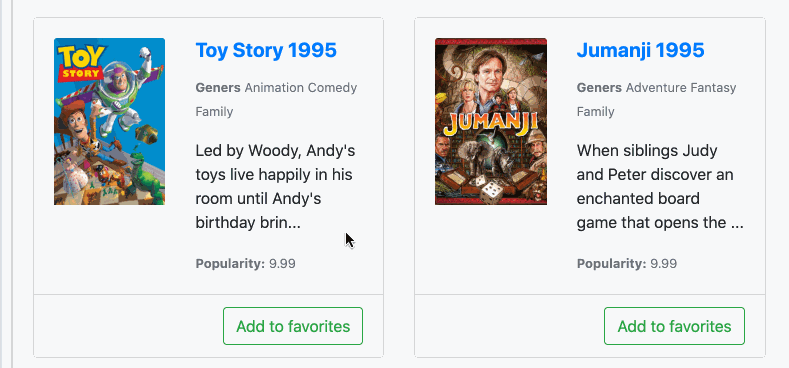 TOY
STORY
Toy Story 1995
Geners Animation Comedy
Family
Led by Woody, Andy's
toys live happily in his
room until Andy's
birthday brin...
Popularity: 9.99
Add to favorites
JUMANJI
Jumanji 1995
Geners Adventure Fantasy
Family
When siblings Judy
and Peter discover an
enchanted board
game that opens the ...
Popularity: 9.99
Add to favorites